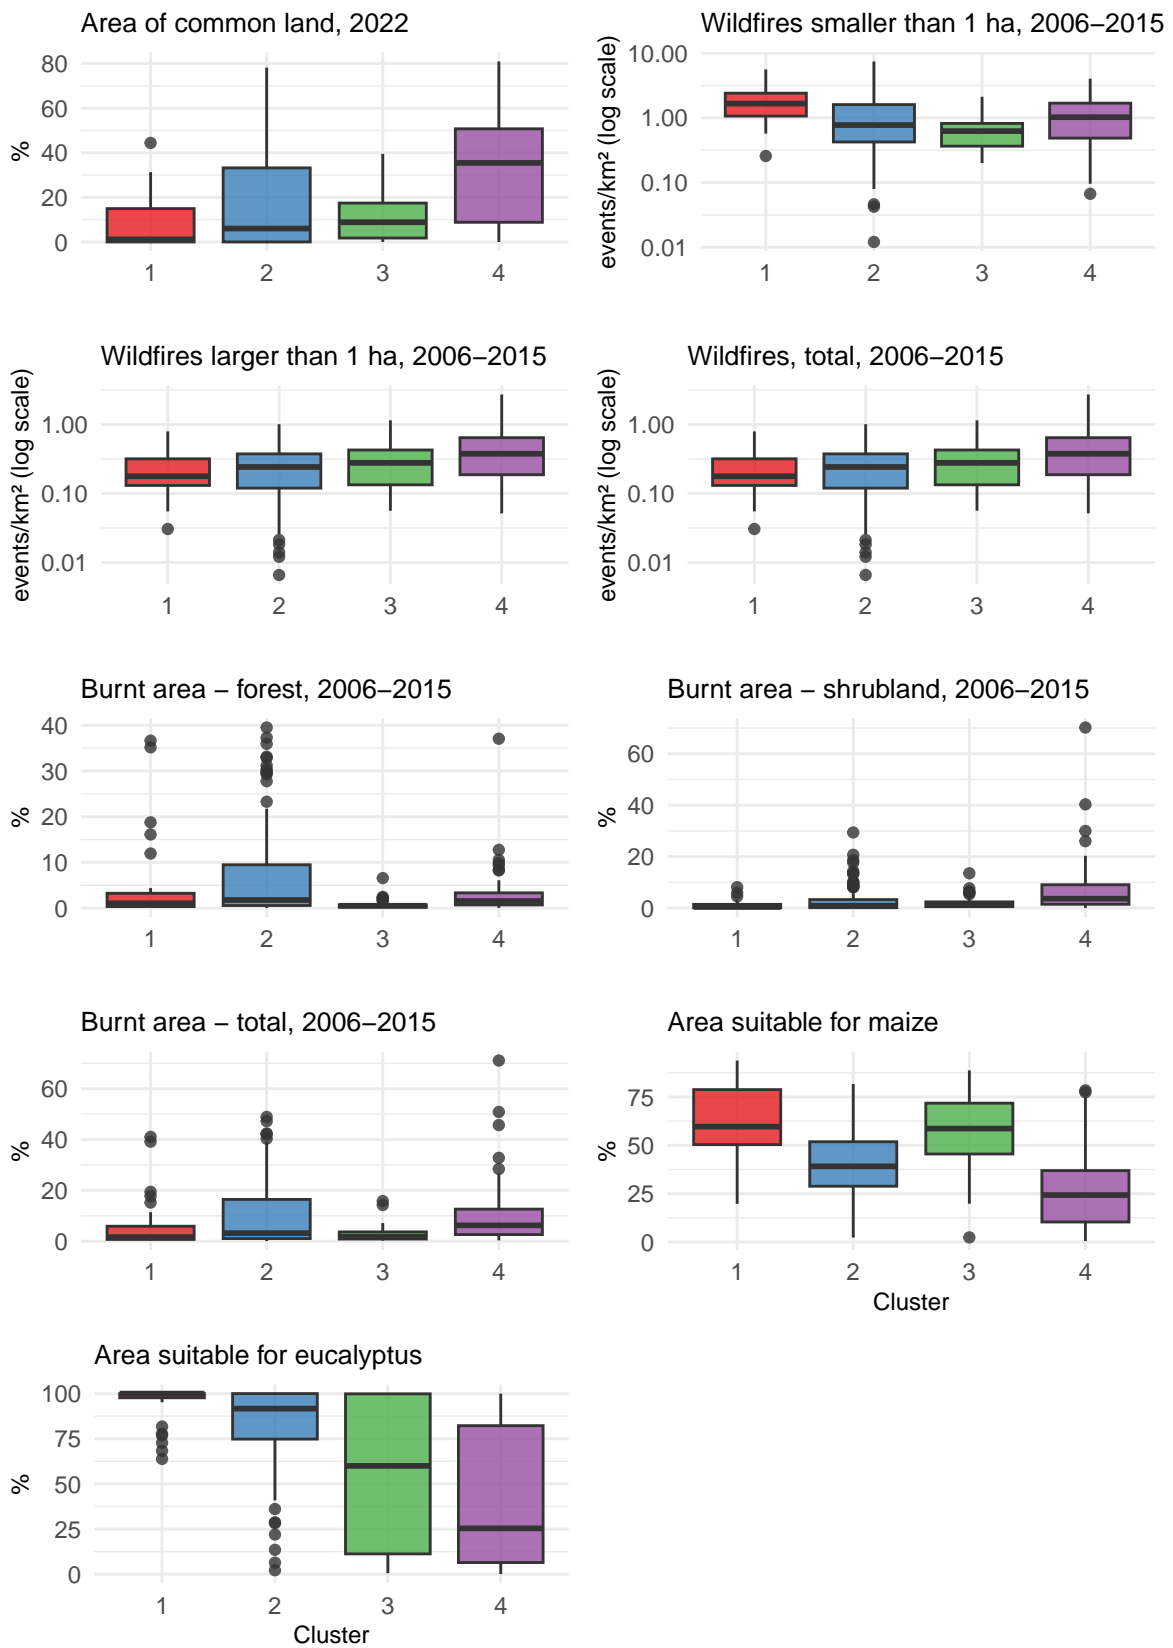 Area of common land, 2022
80
60
40
20
0
%
1 2 3 4
Wildfires smaller than 1 ha, 2006−2015
10.00
1.00
0.10
0.01
events/km² (log scale)
1 2 3 4
Wildfires larger than 1 ha, 2006−2015
1.00
0.10
0.01
events/km² (log scale)
1 2 3 4
Wildfires, total, 2006−2015
1.00
0.10
0.01
events/km² (log scale)
1 2 3 4
Burnt area − forest, 2006−2015
40
30
20
10
0
%
1 2 3 4
Burnt area − shrubland, 2006−2015
60
40
20
0
%
1 2 3 4
Burnt area − total, 2006−2015
60
40
20
0
%
1 2 3 4
Area suitable for maize
75
50
25
0
%
1 2 3 4
Cluster
Area suitable for eucalyptus
100
75
50
25
0
%
1 2 3 4
Cluster